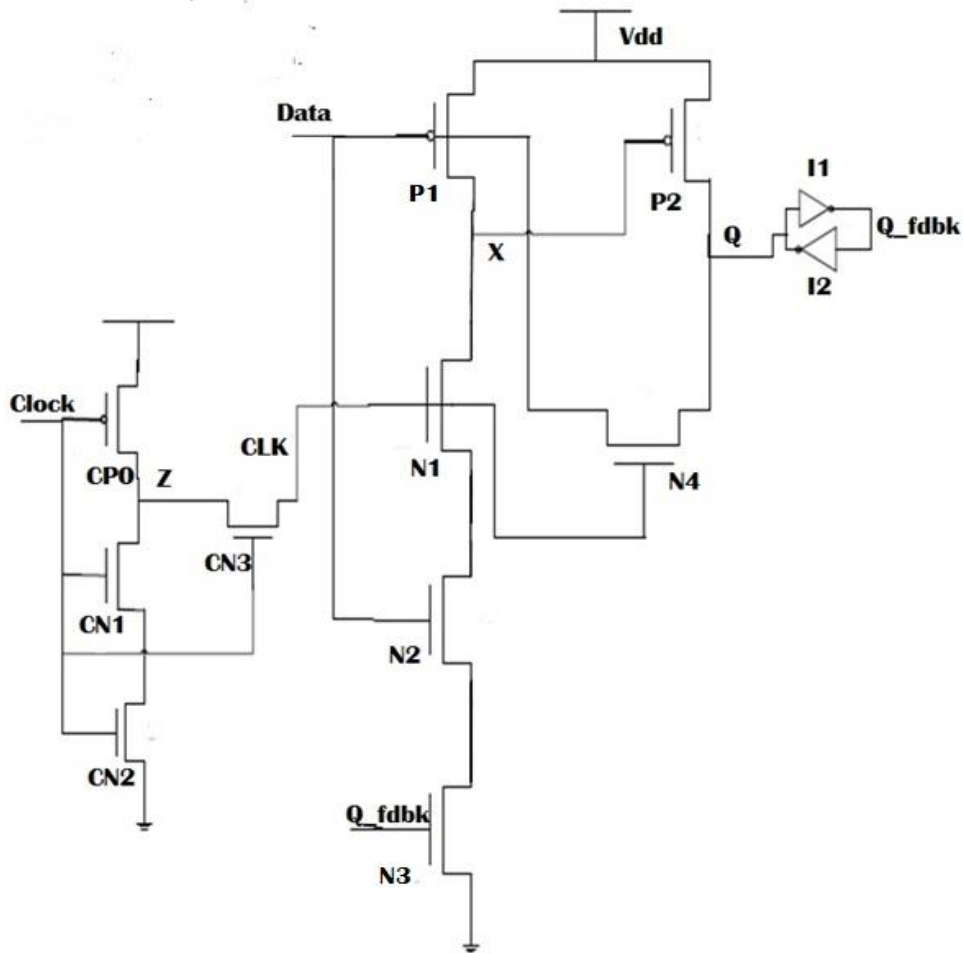 Vdd
Data
P1
P2
I1
Q
Q_fdbk
X
I2
Clock
CLK
CP0
Z
N1
N4
CN3
CN1
N2
CN2
Q_fdbk
N3